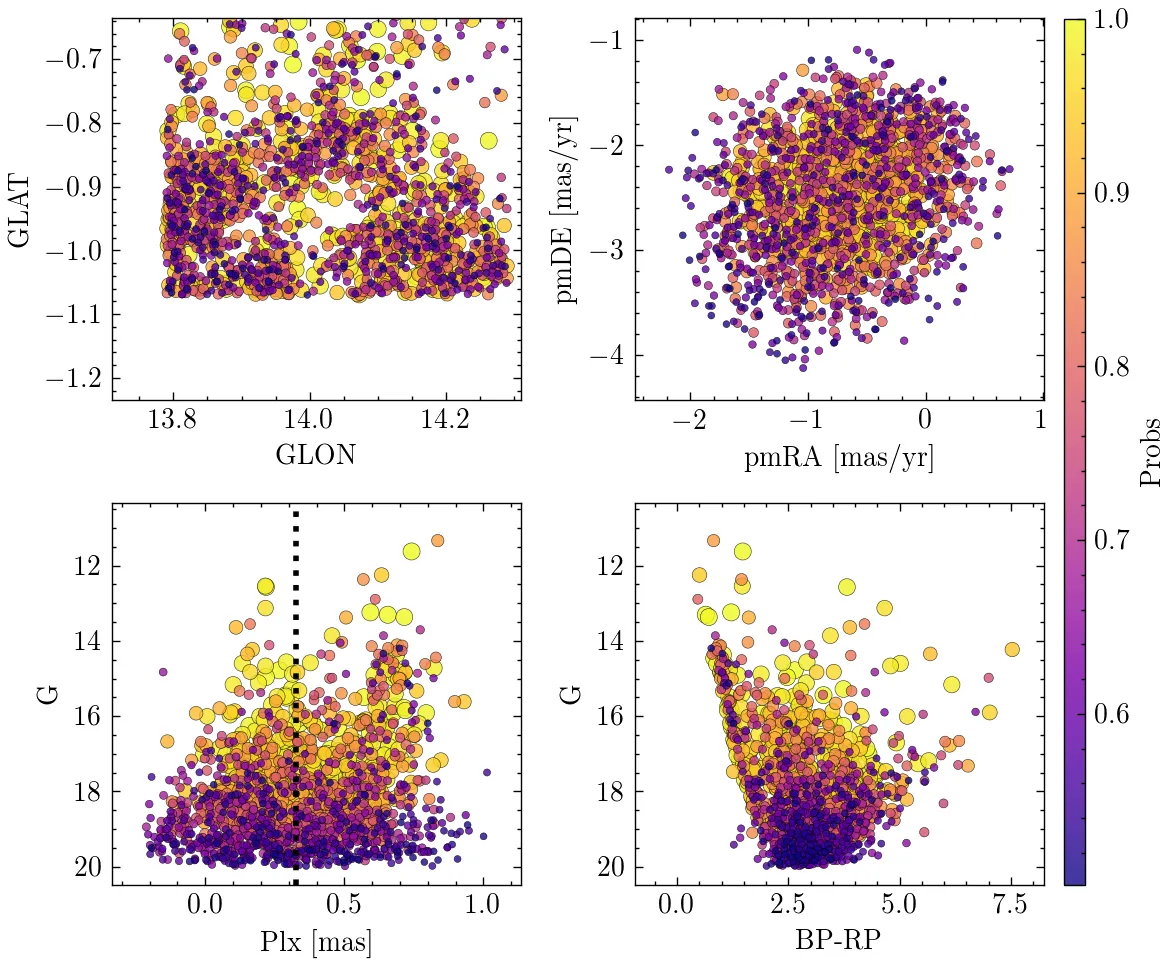 −0.7
−0.8
−0.9
−1.0
−1.1
−1.2
GLAT
13.8 14.0 14.2
GLON
−1
−2
−3
−4
pmDE [mas/yr]
−2 −1 0 1
pmRA [mas/yr]
12
14
16
18
20
G
0.0 0.5 1.0
Plx [mas]
12
14
16
18
20
G
0.0 2.5 5.0 7.5
BP-RP
1.0
0.9
0.8
0.7
0.6
Probs